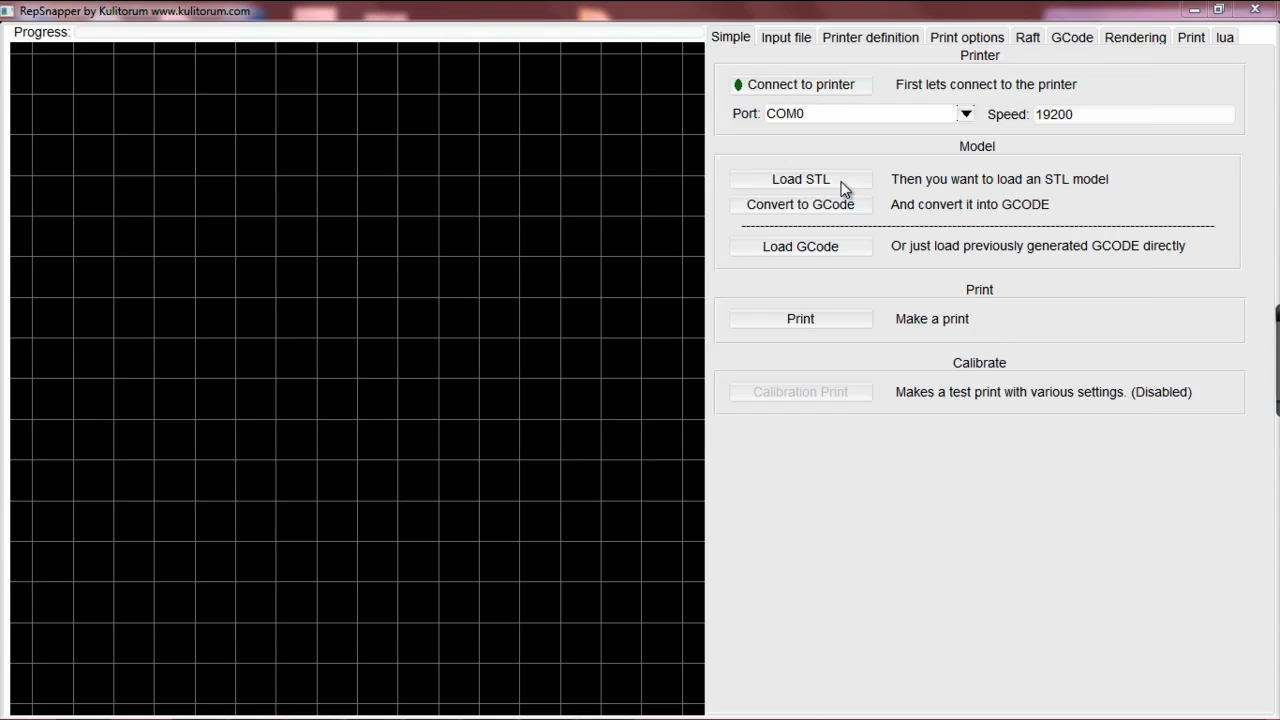 RepSnapper by Kulitorum www.kulitorum.com
Progress:
Simple Input file Printer definition Print options Raft GCode Rendering Print lua
Printer
Connect to printer First lets connect to the printer
Port: COM0 Speed: 19200
Model
Load STL Then you want to load an STL model
Convert to GCode And convert it into GCODE
Load GCode Or just load previously generated GCODE directly
Print
Print Make a print
Calibrate
Calibration Print Makes a test print with various settings. (Disabled)